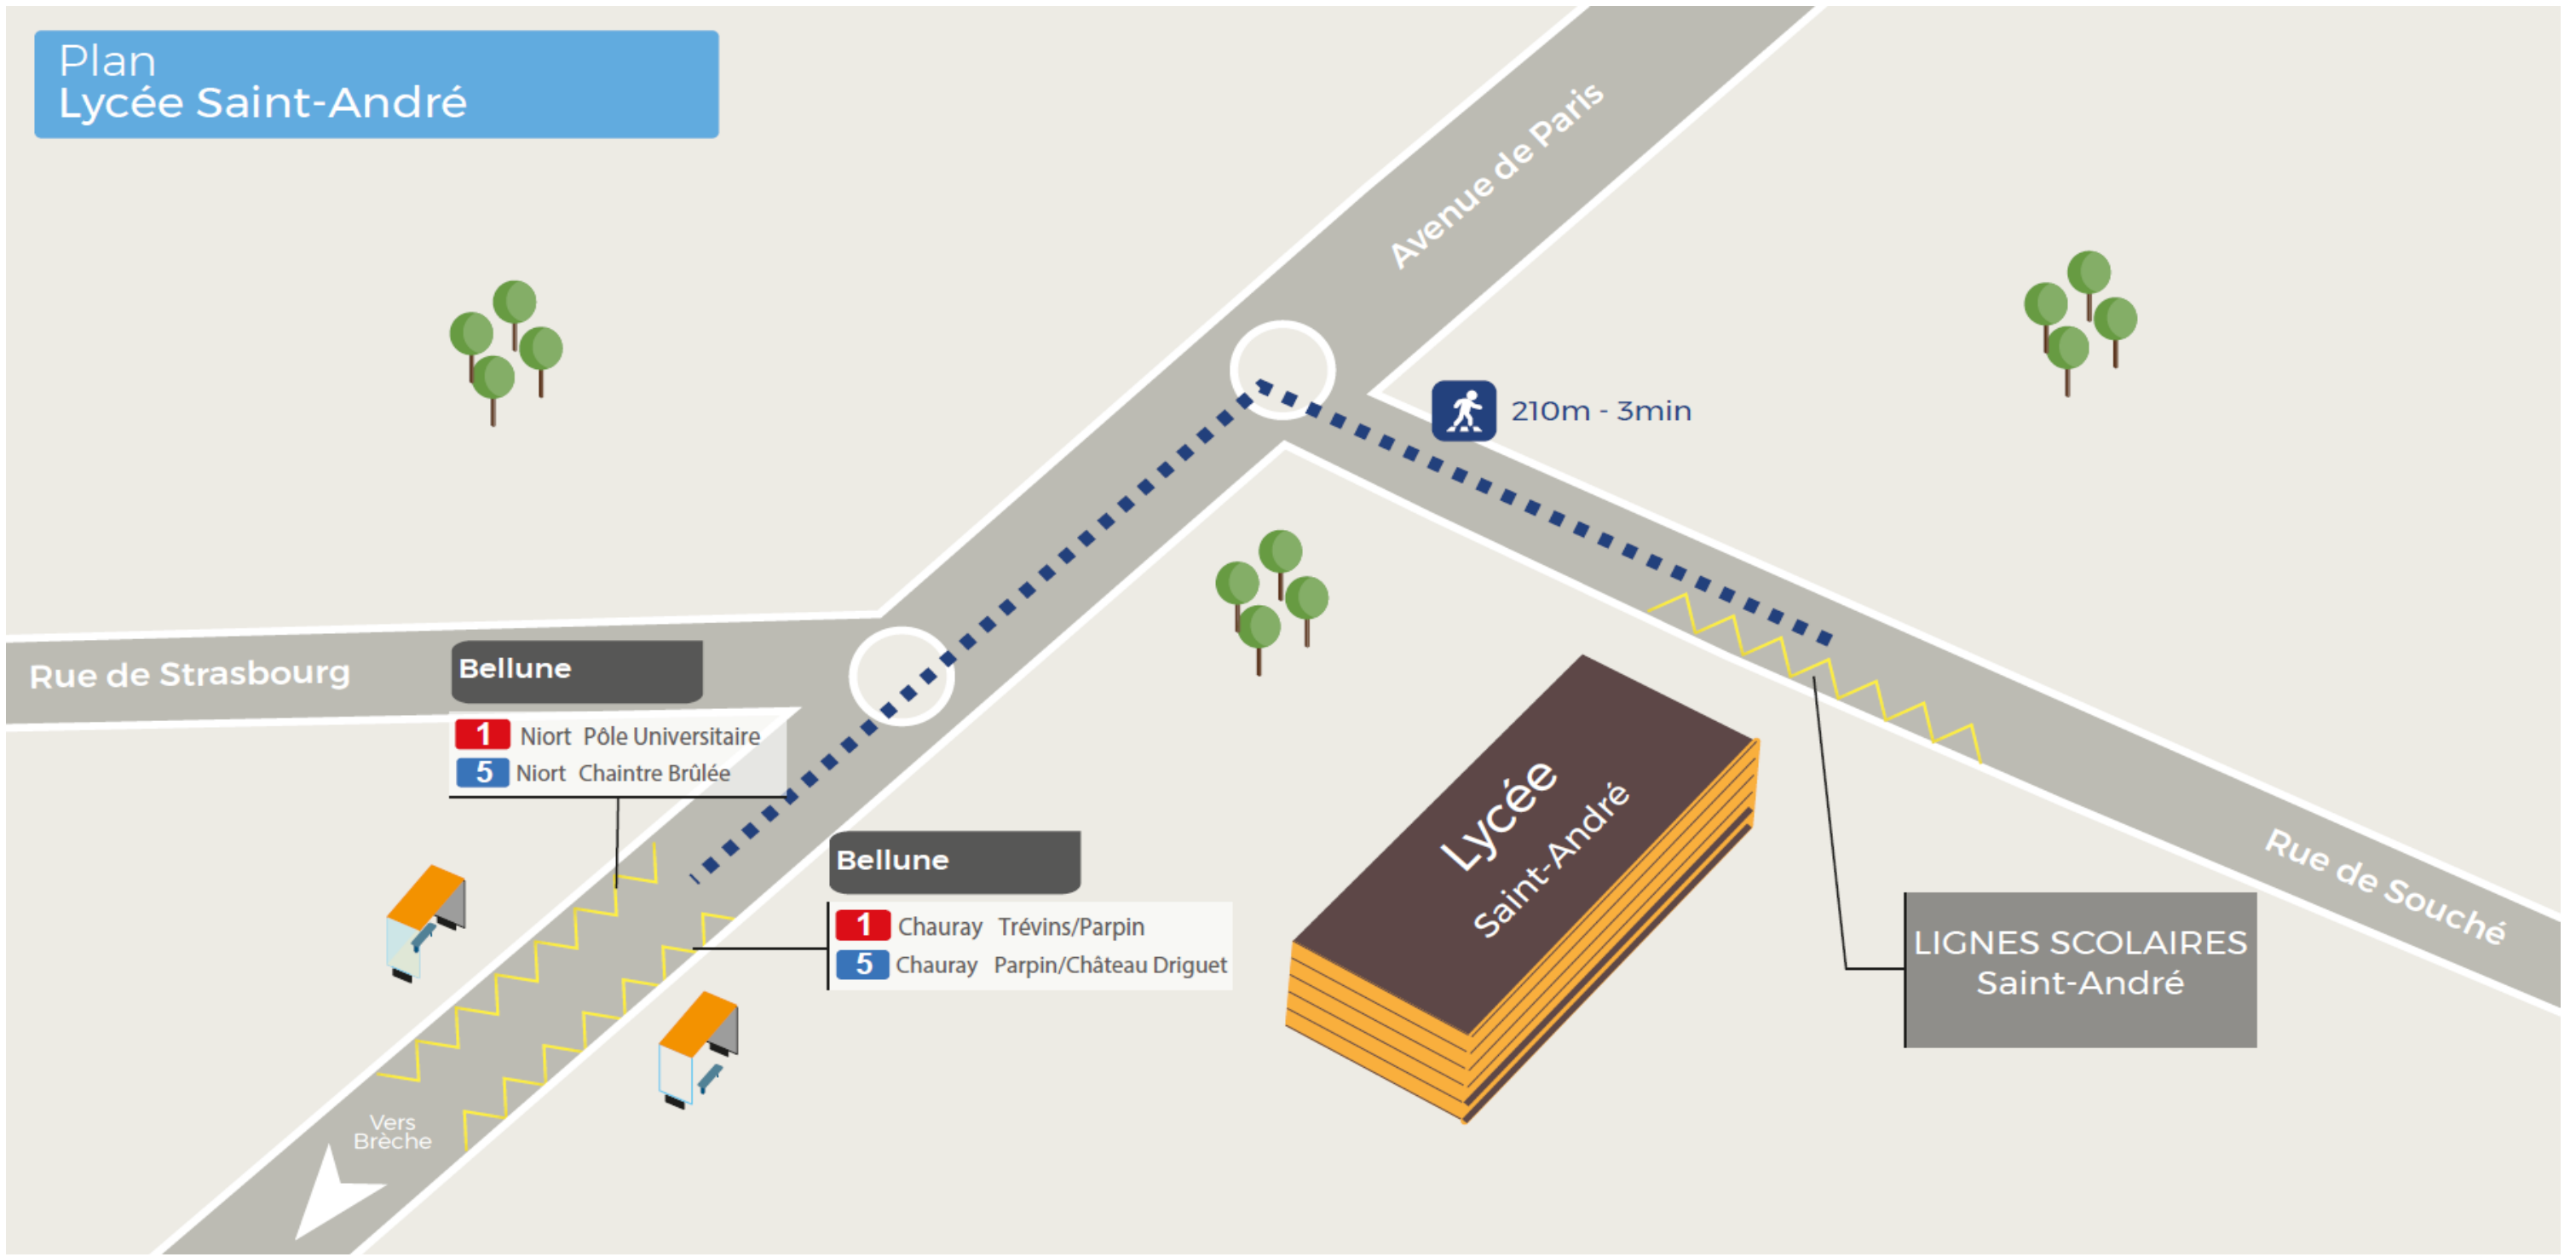 Plan
Lycée Saint-André
Avenue de Paris
210m - 3min
Rue de Strasbourg
Bellune
1 Niort Pôle Universitaire
5 Niort Chaintre Brûlée
Bellune
1 Chauray Trévins/Parpin
5 Chauray Parpin/Château Driguet
Lycée
Saint-André
Rue de Souché
LIGNES SCOLAIRES
Saint-André
Vers
Brèche